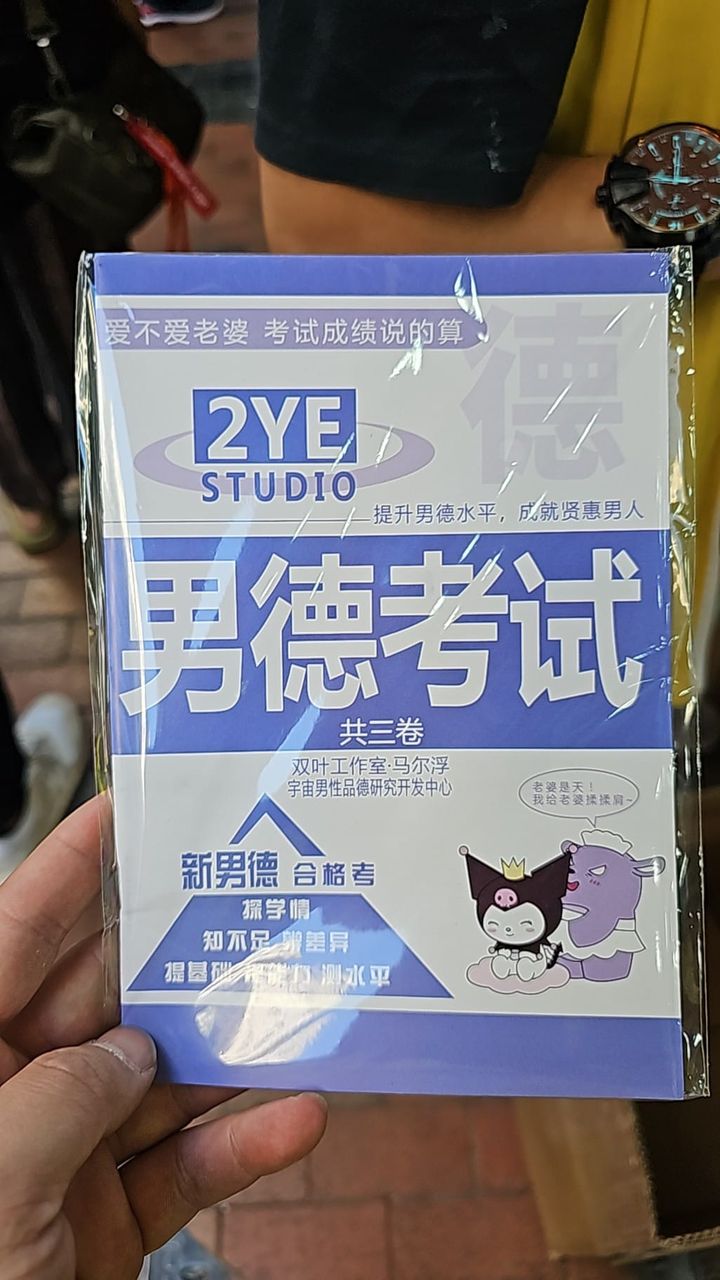 爱不爱老婆 考试成绩说的算
德
2YE
STUDIO
提升男德水平，成就贤惠男人
男德考试
共三卷
双叶工作室·马尔浮
宇宙男性品德研究开发中心
老婆是天！
我给老婆揉揉肩~
新男德 合格考
探学情
知不足 差异
提基础 能力 测水平